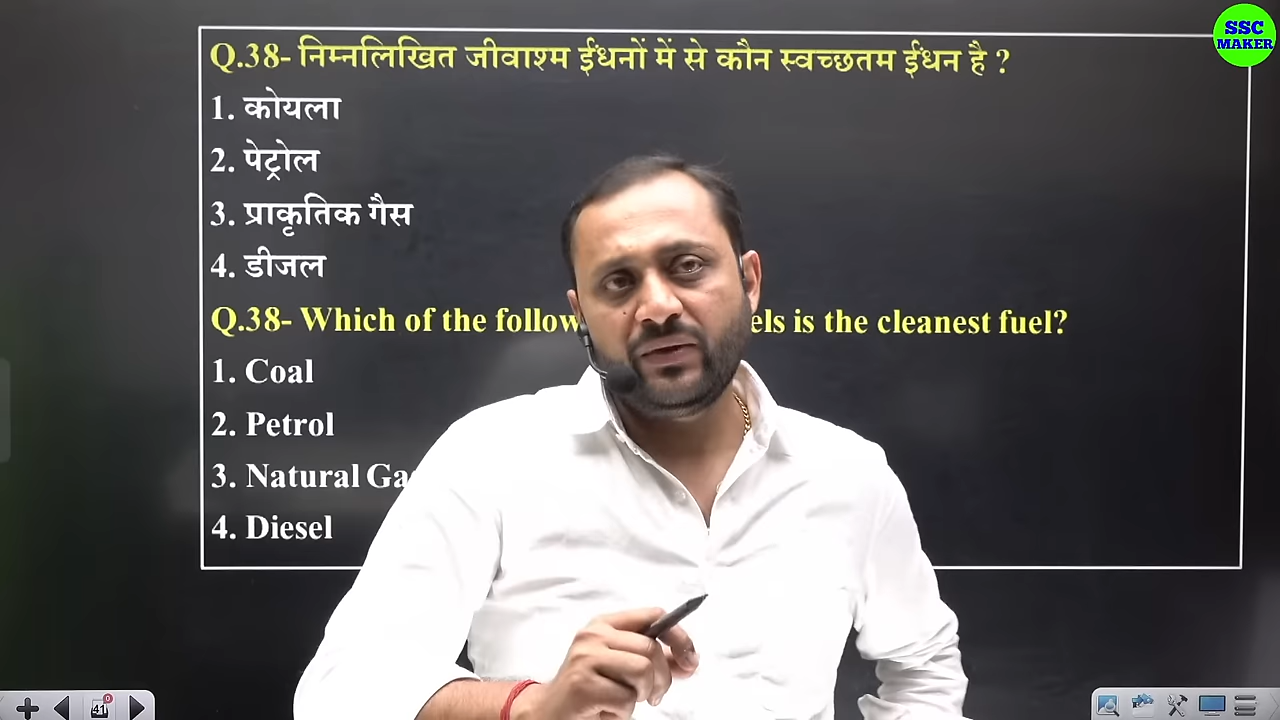 Q.38- निम्नलिखित जीवाश्म ईंधनों में से कौन स्वच्छतम ईंधन है ?
1. कोयला
2. पेट्रोल
3. प्राकृतिक गैस
4. डीजल
Q.38- Which of the follow els is the cleanest fuel?
1. Coal
2. Petrol
3. Natural Ga
4. Diesel
SSC
MAKER
41